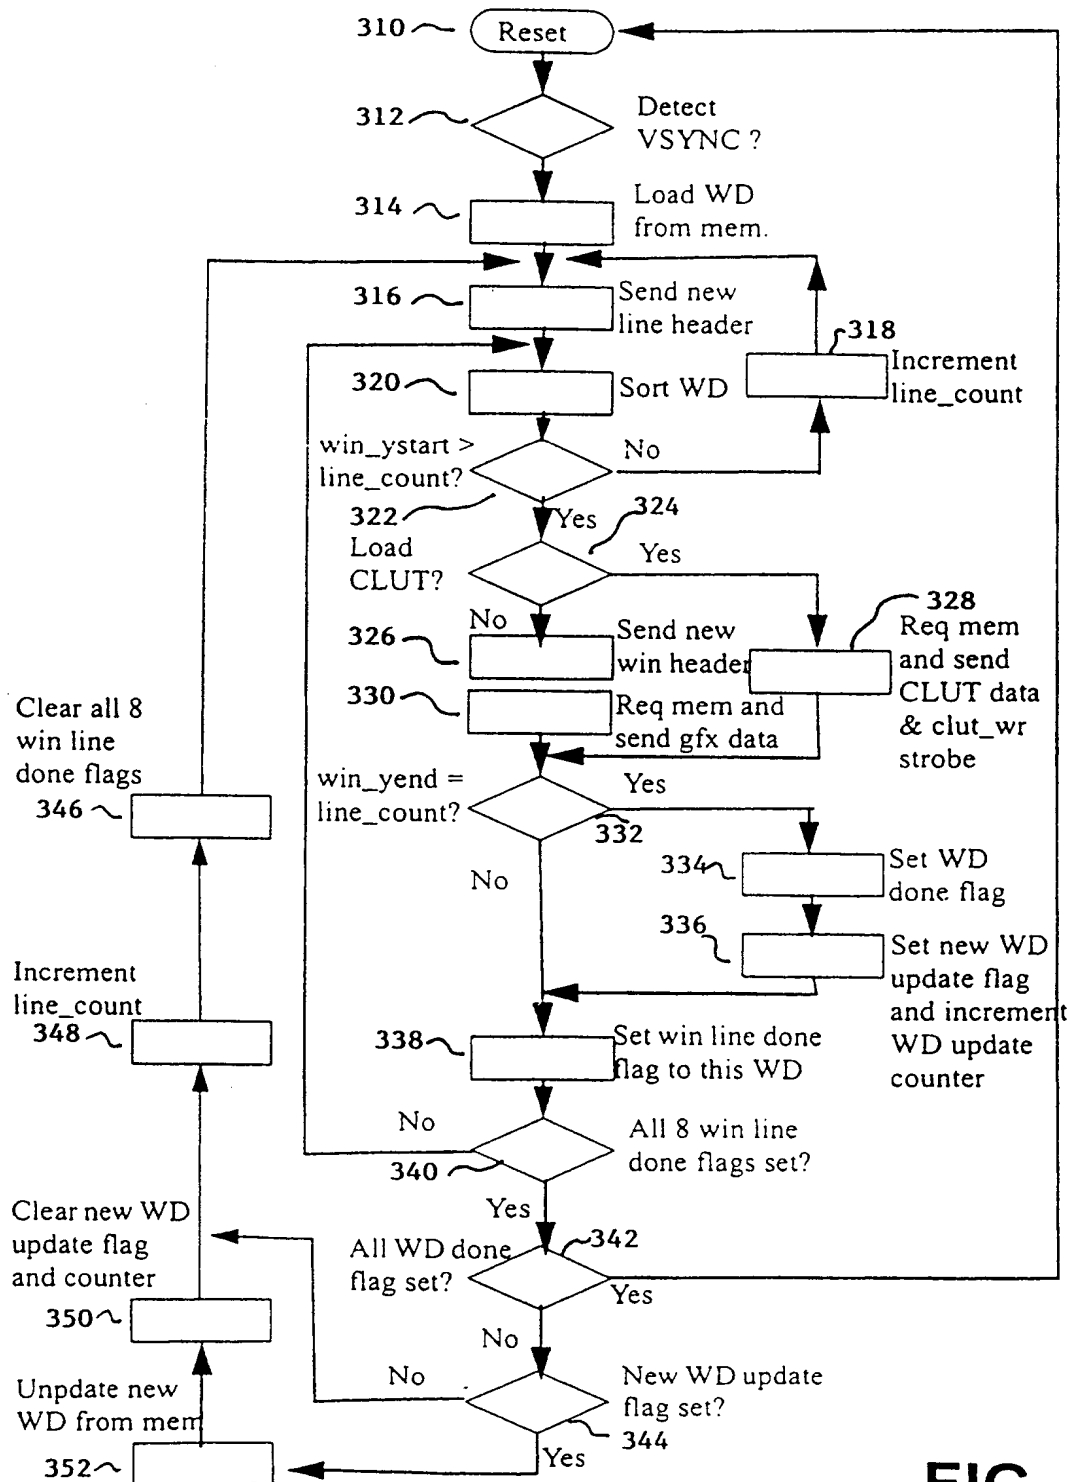 310
Reset
312
Detect
VSYNC ?
314
Load WD
from mem.
316
Send new
line header
318
Increment
line_count
320
Sort WD
win_ystart >
line_count?
No
322
Yes
324
Load
CLUT?
Yes
No
326
Send new
win header
328
Req mem
and send
CLUT data
& clut_wr
strobe
330
Req mem and
send gfx data
Clear all 8
win line
done flags
346
win_yend =
line_count?
Yes
332
No
334
Set WD
done flag
336
Set new WD
update flag
and increment
WD update
counter
Increment
line_count
348
338
Set win line done
flag to this WD
No
340
All 8 win line
done flags set?
Yes
Clear new WD
update flag
and counter
350
All WD done
flag set?
342
Yes
No
No
New WD update
flag set?
344
Yes
Unpdate new
WD from mem
352
FIG